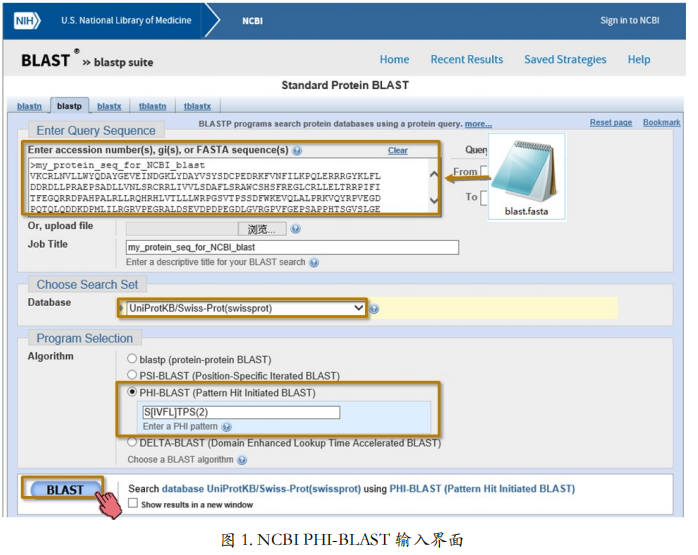 NIH U.S. National Library of Medicine NCBI Sign in to NCBI
BLAST ® » blastp suite Home Recent Results Saved Strategies Help
Standard Protein BLAST
blastn blastp blastx tblastn tblastx
Enter Query Sequence BLASTP programs search protein databases using a protein query. more... Reset page Bookmark
Enter accession number(s), gi(s), or FASTA sequence(s) Clear
>my_protein_seq_for_NCBI_blast
VKCRLNVLLWYQDAYGEVEINDGKLYDAYVSYSDCPEDRKFVNFILKPQLERRRGYKLFL
DDRDLLPRAEPSADLLVNLSRCRRLIVVLSDAFLSRAWCSHSFREGLCRLLELTRRPIFI
TFEGQRRDPAHPALRLLRQHRHLVTLLLWRPGSVTPSSDFWKEVQLALPRKVQYRPVEGD
PQTQLQDDKDPMLILRGRVPEGRALDSEVDPDPEGDLGVRGPVFGEPSAPPHTSGVSLGE
From
To
blast.fasta
Or, upload file 浏览...
Job Title my_protein_seq_for_NCBI_blast
Enter a descriptive title for your BLAST search
Choose Search Set
Database UniProtKB/Swiss-Prot(swissprot)
Program Selection
Algorithm blastp (protein-protein BLAST)
PSI-BLAST (Position-Specific Iterated BLAST)
PHI-BLAST (Pattern Hit Initiated BLAST)
S[IVFL]TPS(2)
Enter a PHI pattern
DELTA-BLAST (Domain Enhanced Lookup Time Accelerated BLAST)
Choose a BLAST algorithm
BLAST Search database UniProtKB/Swiss-Prot(swissprot) using PHI-BLAST (Pattern Hit Initiated BLAST)
Show results in a new window
图 1. NCBI PHI-BLAST 输入界面